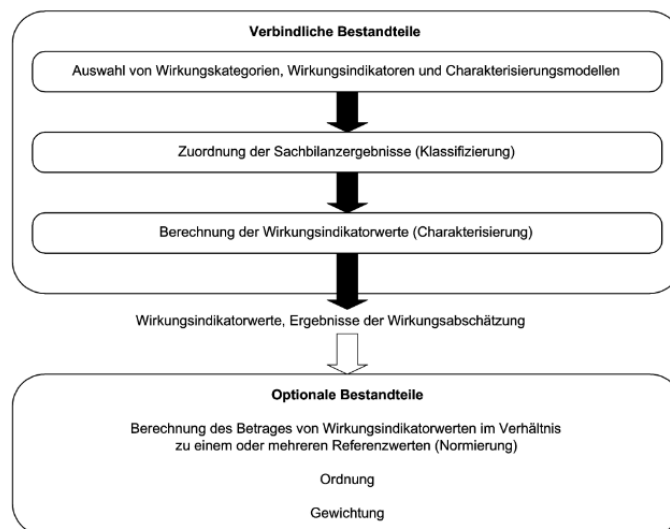 Verbindliche Bestandteile
Auswahl von Wirkungskategorien, Wirkungsindikatoren und Charakterisierungsmodellen
Zuordnung der Sachbilanzergebnisse (Klassifizierung)
Berechnung der Wirkungsindikatorwerte (Charakterisierung)
Wirkungsindikatorwerte, Ergebnisse der Wirkungsabschätzung
Optionale Bestandteile
Berechnung des Betrages von Wirkungsindikatorwerten im Verhältnis
zu einem oder mehreren Referenzwerten (Normierung)
Ordnung
Gewichtung